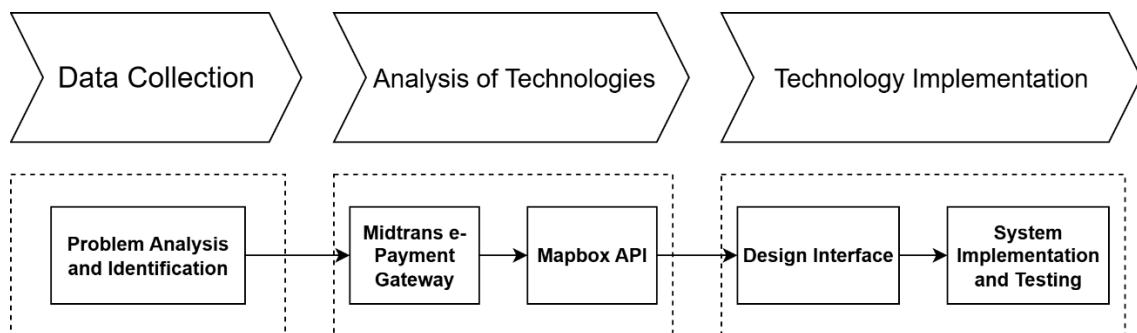 Data Collection
Analysis of Technologies
Technology Implementation
Problem Analysis
and Identification
Midtrans e-
Payment
Gateway
Mapbox API
Design Interface
System
Implementation
and Testing